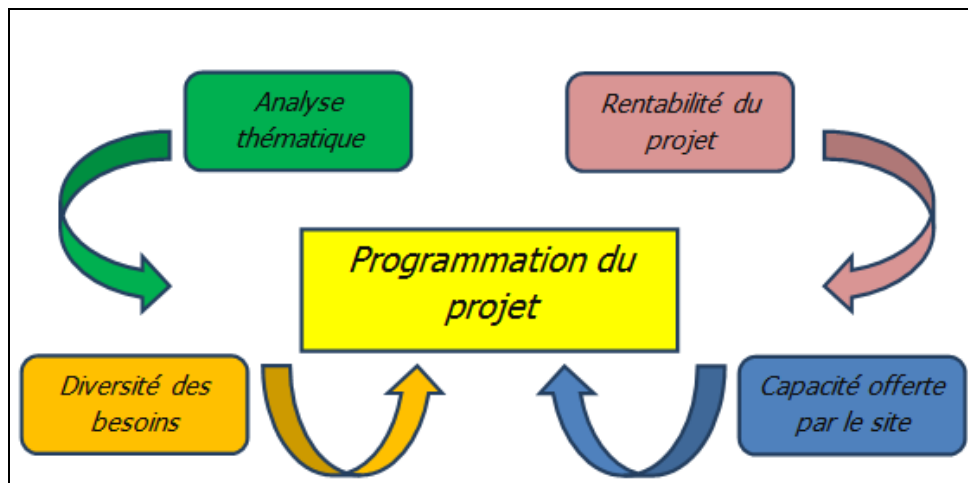 Analyse
thématique
Rentabilité du
projet
Programmation du
projet
Diversité des
besoins
Capacité offerte
par le site